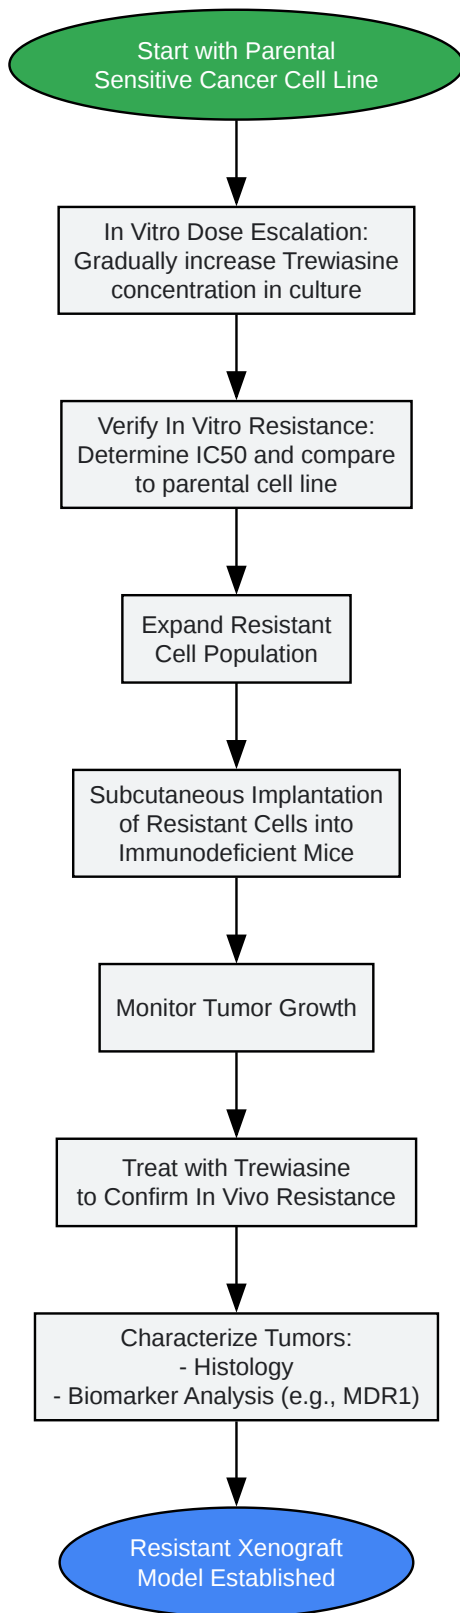 Start with Parental
Sensitive Cancer Cell Line
In Vitro Dose Escalation:
Gradually increase Trewiasine
concentration in culture
Verify In Vitro Resistance:
Determine IC50 and compare
to parental cell line
Expand Resistant
Cell Population
Subcutaneous Implantation
of Resistant Cells into
Immunodeficient Mice
Monitor Tumor Growth
Treat with Trewiasine
to Confirm In Vivo Resistance
Characterize Tumors:
- Histology
- Biomarker Analysis (e.g., MDR1)
Resistant Xenograft
Model Established